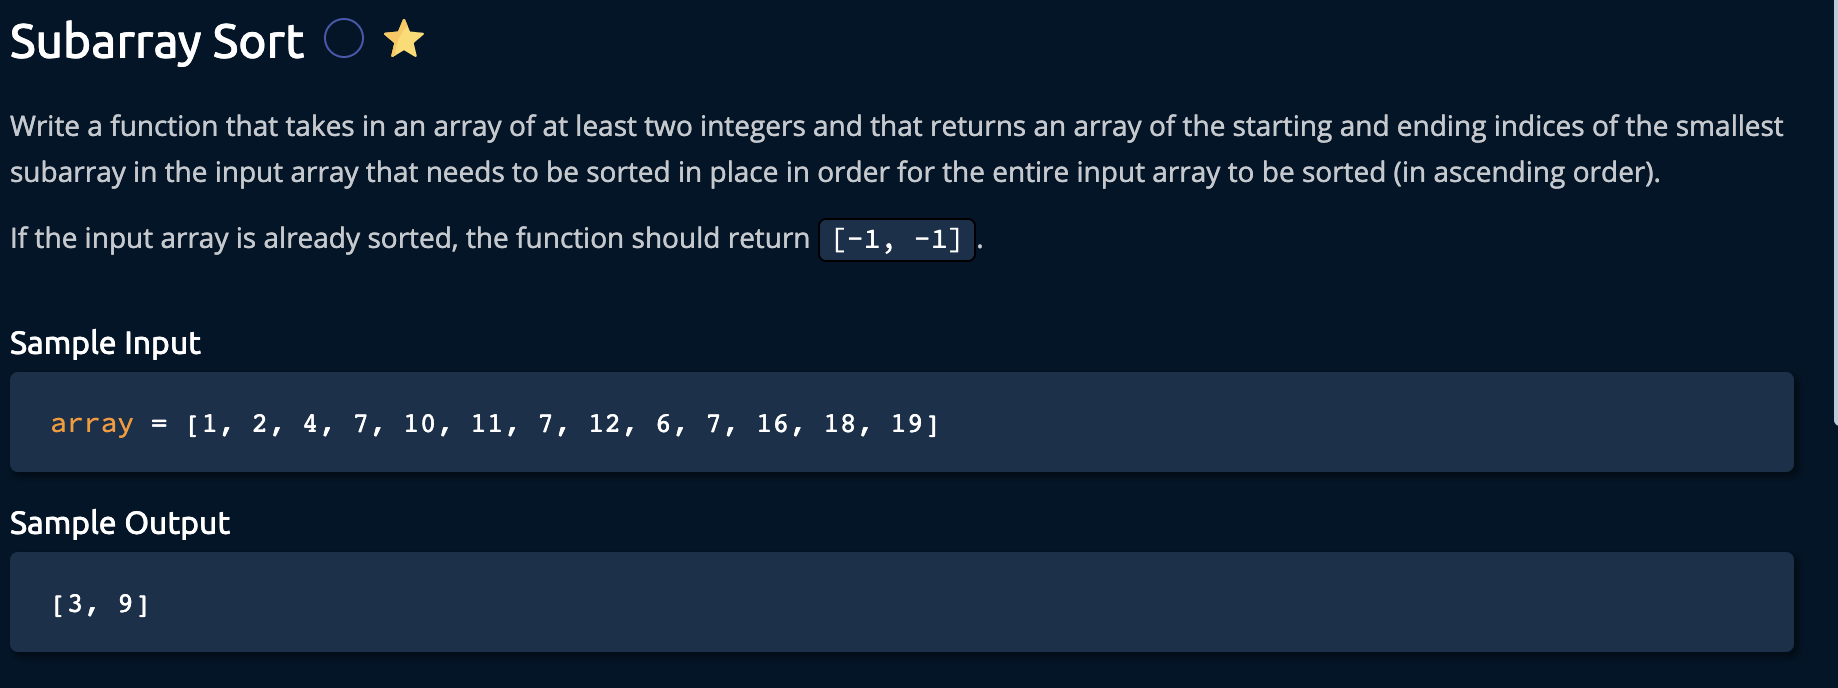 Subarray Sort
Write a function that takes in an array of at least two integers and that returns an array of the starting and ending indices of the smallest
subarray in the input array that needs to be sorted in place in order for the entire input array to be sorted (in ascending order).
If the input array is already sorted, the function should return [-1, -1] .
Sample Input
array = [1, 2, 4, 7, 10, 11, 7, 12, 6, 7, 16, 18, 19]
Sample Output
[3, 9]